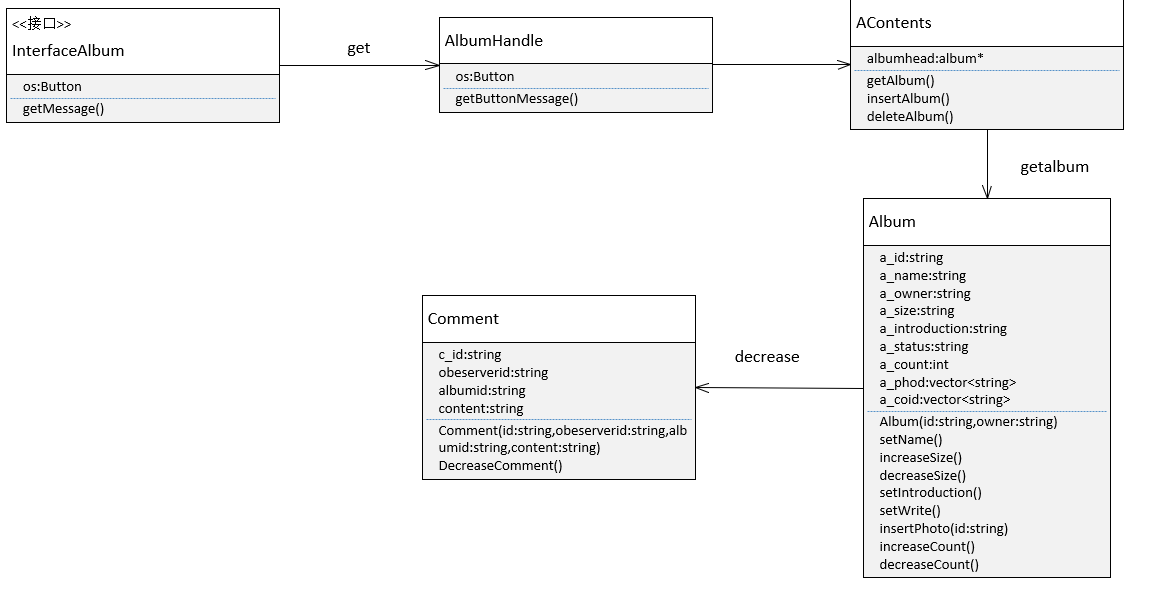 <<接口>>
InterfaceAlbum
os:Button
getMessage()
get
AlbumHandle
os:Button
getButtonMessage()
AContents
albumhead:album*
getAlbum()
insertAlbum()
deleteAlbum()
getalbum
Album
a_id:string
a_name:string
a_owner:string
a_size:string
a_introduction:string
a_status:string
a_count:int
a_phod:vector<string>
a_coid:vector<string>
Album(id:string,owner:string)
setName()
increaseSize()
decreaseSize()
setIntroduction()
setWrite()
insertPhoto(id:string)
increaseCount()
decreaseCount()
decrease
Comment
c_id:string
obeserverid:string
albumid:string
content:string
Comment(id:string,obeserverid:string,alb
umid:string,content:string)
DecreaseComment()